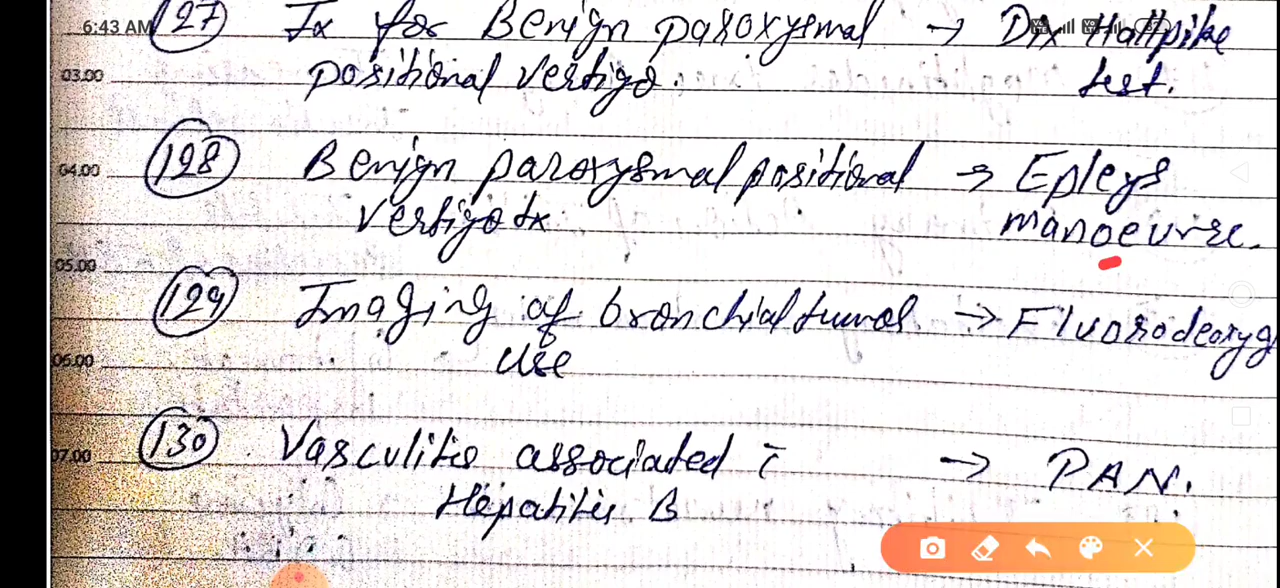 6:43 AM
127 Ix for Benign paroxysmal → Dix Hallpike
03.00 positional vertigo. test.
128 Benign paroxysmal positional → Epleys
04.00 vertigo tx manoeuvre.
05.00
129 Imaging of bronchial tumor → Fluorodeoxyg
06.00 use
130 Vasculitis associated c̄ → PAN.
07.00 Hepatitis B